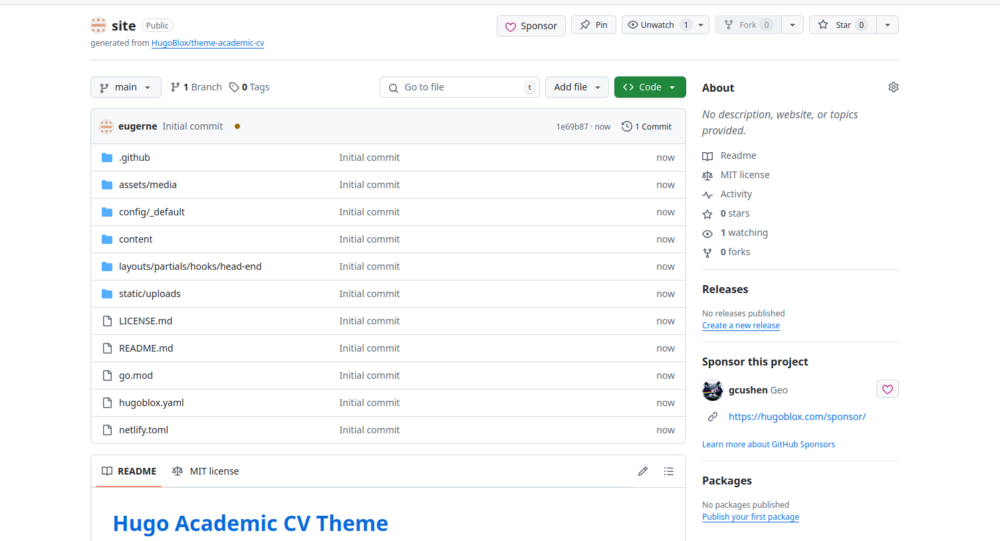 site Public
Sponsor Pin Unwatch 1 Fork 0 Star 0
generated from HugoBlox/theme-academic-cv
main 1 Branch 0 Tags Go to file t Add file Code
eugerne Initial commit 1e69b87 · now 1 Commit
.github Initial commit now
assets/media Initial commit now
config/_default Initial commit now
content Initial commit now
layouts/partials/hooks/head-end Initial commit now
static/uploads Initial commit now
LICENSE.md Initial commit now
README.md Initial commit now
go.mod Initial commit now
hugoblox.yaml Initial commit now
netlify.toml Initial commit now
README MIT license
Hugo Academic CV Theme
About
No description, website, or topics
provided.
Readme
MIT license
Activity
0 stars
1 watching
0 forks
Releases
No releases published
Create a new release
Sponsor this project
gcushen Geo
https://hugoblox.com/sponsor/
Learn more about GitHub Sponsors
Packages
No packages published
Publish your first package